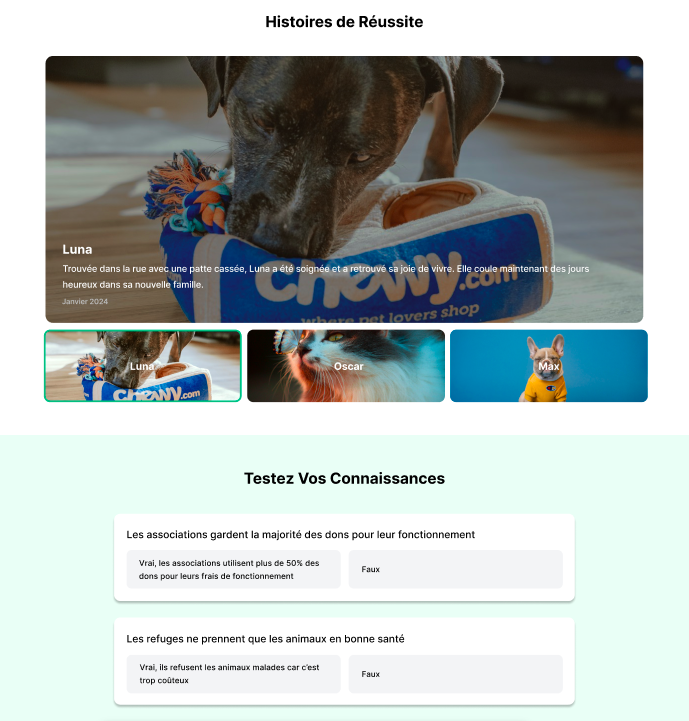 Histoires de Réussite
Luna
Trouvée dans la rue avec une patte cassée, Luna a été soignée et a retrouvé sa joie de vivre. Elle coule maintenant des jours
heureux dans sa nouvelle famille.
Janvier 2024
chewy.com
where pet lovers shop
Luna
Oscar
Max
chewy.com
Testez Vos Connaissances
Les associations gardent la majorité des dons pour leur fonctionnement
Vrai, les associations utilisent plus de 50% des
dons pour leurs frais de fonctionnement
Faux
Les refuges ne prennent que les animaux en bonne santé
Vrai, ils refusent les animaux malades car c'est
trop coûteux
Faux